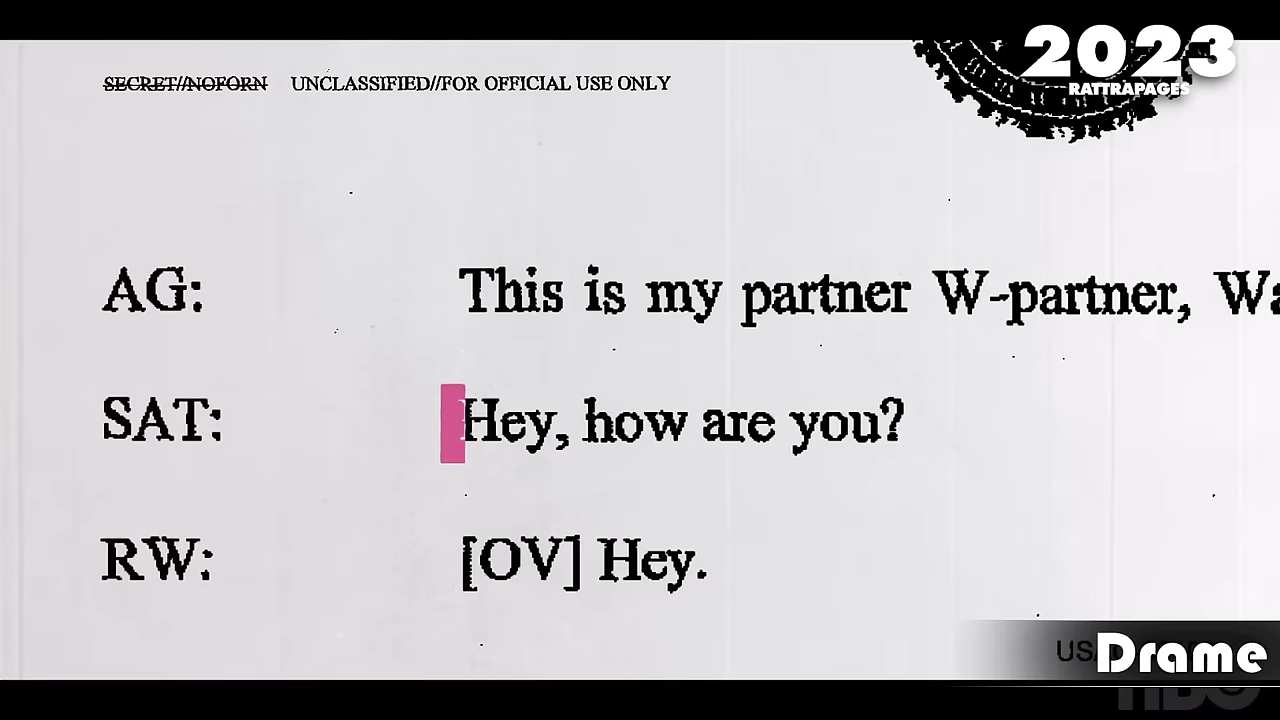 2023
RATTRAPAGES
SECRET//NOFORN UNCLASSIFIED//FOR OFFICIAL USE ONLY
AG: This is my partner W-partner,
SAT: Hey, how are you?
RW: [OV] Hey.
Drame
HBO